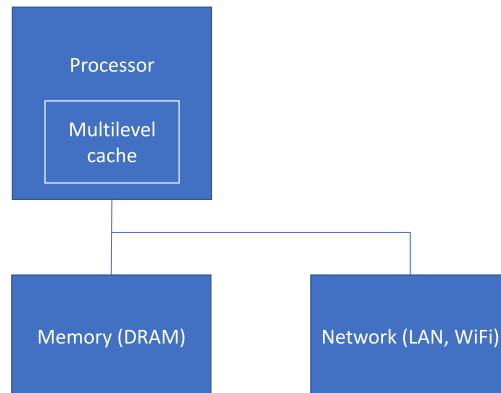 Processor
Multilevel
cache
Memory (DRAM)
Network (LAN, WiFi)